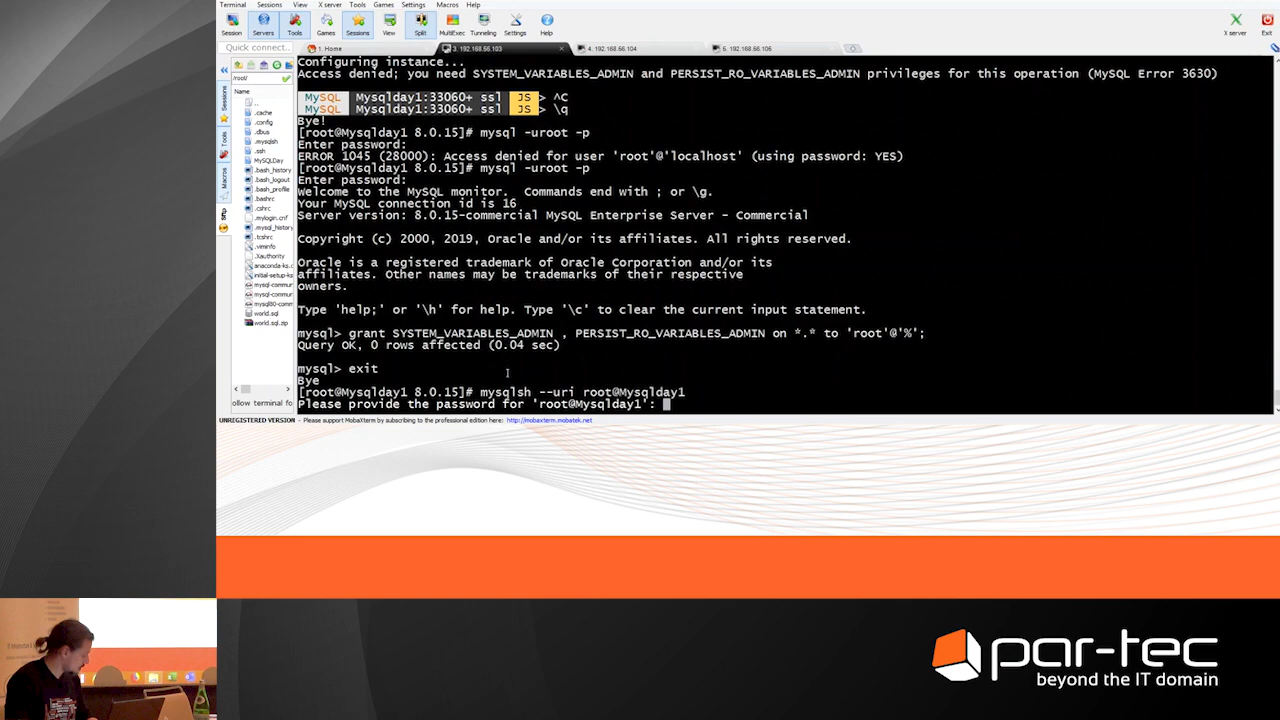 Terminal Sessions View X server Tools Games Settings Macros Help
Session Servers Tools Games Sessions View Split MultiExec Tunneling Settings Help X server Exit
Quick connect...
1. Home
3. 192.168.56.103
4. 192.168.56.104
5. 192.168.56.106
Sessions
Tools
Macros
Sftp
/root/
Name
..
.cache
.config
.dbus
.mysqlsh
.ssh
MySQLDay
.bash_history
.bash_logout
.bash_profile
.bashrc
.cshrc
.mylogin.cnf
.mysql_history
.tcshrc
.viminfo
.Xauthority
anaconda-ks.c
initial-setup-ks
mysql-commun
mysql-commun
mysql80-comm
world.sql
world.sql.zip
ollow terminal fo
Configuring instance...
Access denied; you need SYSTEM_VARIABLES_ADMIN and PERSIST_RO_VARIABLES_ADMIN privileges for this operation (MySQL Error 3630)
MySQL Mysqlday1:33060+ ssl JS > ^C
MySQL Mysqlday1:33060+ ssl JS > \q
Bye!
[root@Mysqlday1 8.0.15]# mysql -uroot -p
Enter password:
ERROR 1045 (28000): Access denied for user 'root'@'localhost' (using password: YES)
[root@Mysqlday1 8.0.15]# mysql -uroot -p
Enter password:
Welcome to the MySQL monitor. Commands end with ; or \g.
Your MySQL connection id is 16
Server version: 8.0.15-commercial MySQL Enterprise Server - Commercial
Copyright (c) 2000, 2019, Oracle and/or its affiliates. All rights reserved.
Oracle is a registered trademark of Oracle Corporation and/or its
affiliates. Other names may be trademarks of their respective
owners.
Type 'help;' or '\h' for help. Type '\c' to clear the current input statement.
mysql> grant SYSTEM_VARIABLES_ADMIN , PERSIST_RO_VARIABLES_ADMIN on *.* to 'root'@'%';
Query OK, 0 rows affected (0.04 sec)
mysql> exit
Bye
[root@Mysqlday1 8.0.15]# mysqlsh --uri root@Mysqlday1
Please provide the password for 'root@Mysqlday1':
UNREGISTERED VERSION - Please support MobaXterm by subscribing to the professional edition here: http://mobaxterm.mobatek.net
par-tec
beyond the IT domain